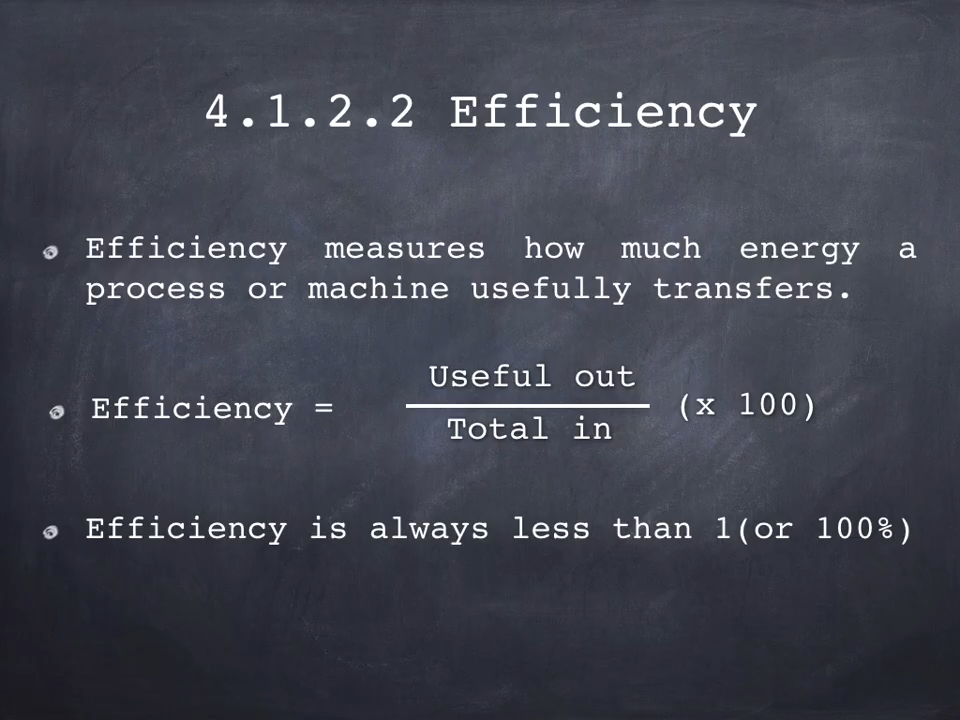 4.1.2.2 Efficiency
Efficiency measures how much energy a
process or machine usefully transfers.
Efficiency =
Useful out
Total in
(x 100)
Efficiency is always less than 1(or 100%)